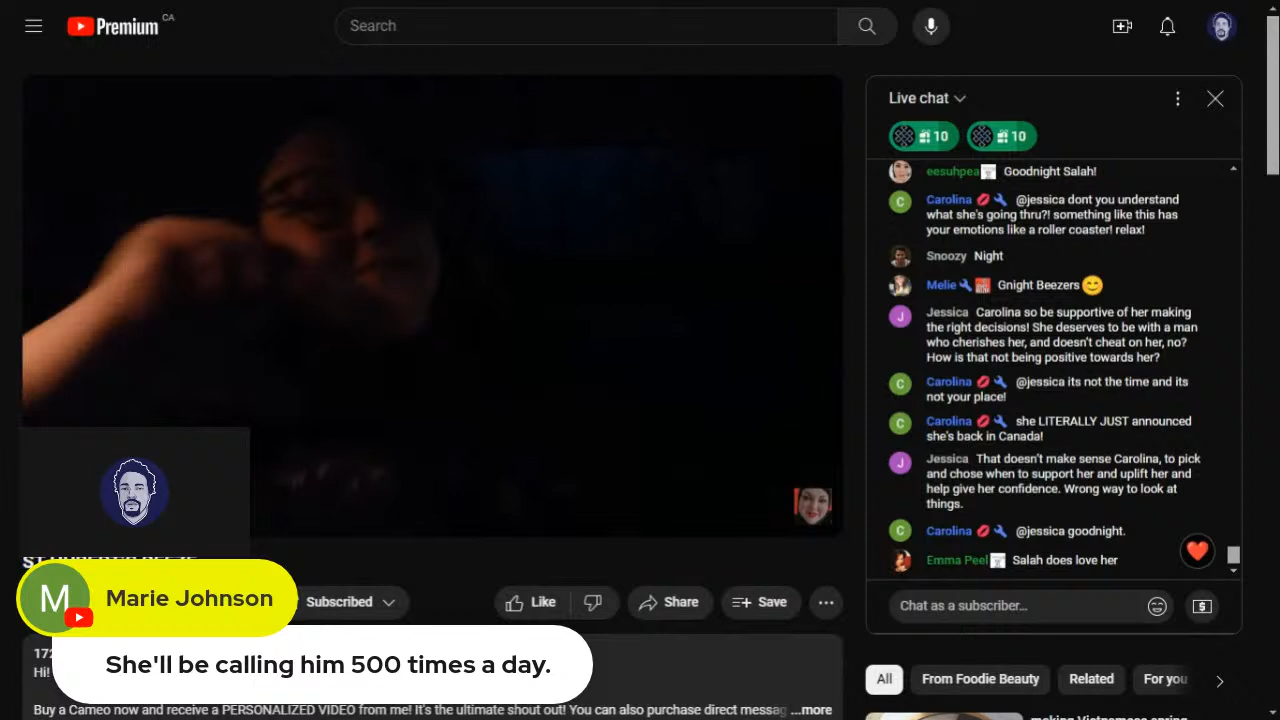 Premium CA
Search
Live chat
10
10
eesuhpea Goodnight Salah!
Carolina @jessica dont you understand
what she's going thru?! something like this has
your emotions like a roller coaster! relax!
Snoozy Night
Melie Gnight Beezers
Jessica Carolina so be supportive of her making
the right decisions! She deserves to be with a man
who cherishes her, and doesn't cheat on her, no?
How is that not being positive towards her?
Carolina @jessica its not the time and its
not your place!
Carolina she LITERALLY JUST announced
she's back in Canada!
Jessica That doesn't make sense Carolina, to pick
and chose when to support her and uplift her and
help give her confidence. Wrong way to look at
things.
Carolina @jessica goodnight.
Emma Peel Salah does love her
Chat as a subscriber...
M
Marie Johnson
Subscribed
Like
Share
Save
172
Hi!
She'll be calling him 500 times a day.
Buy a Cameo now and receive a PERSONALIZED VIDEO from me! It's the ultimate shout out! You can also purchase direct messag ...more
All
From Foodie Beauty
Related
For you
making Vietnamese spring